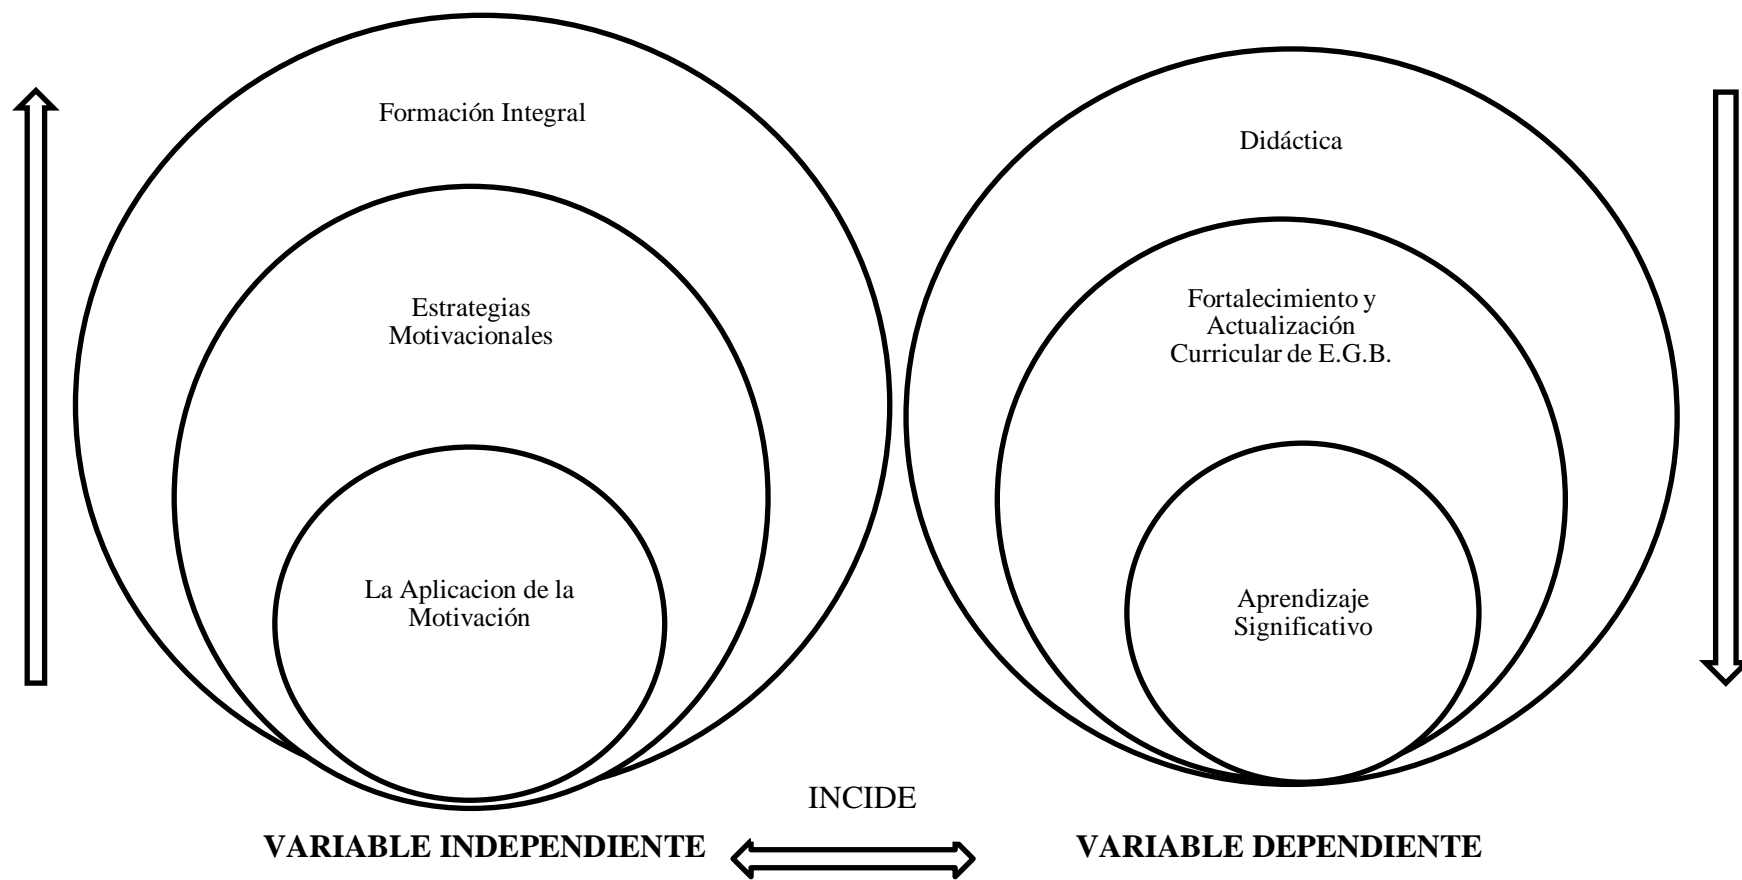 Formación Integral
Estrategias
Motivacionales
La Aplicacion de la
Motivación
Didáctica
Fortalecimiento y
Actualización
Curricular de E.G.B.
Aprendizaje
Significativo
INCIDE
VARIABLE INDEPENDIENTE
VARIABLE DEPENDIENTE